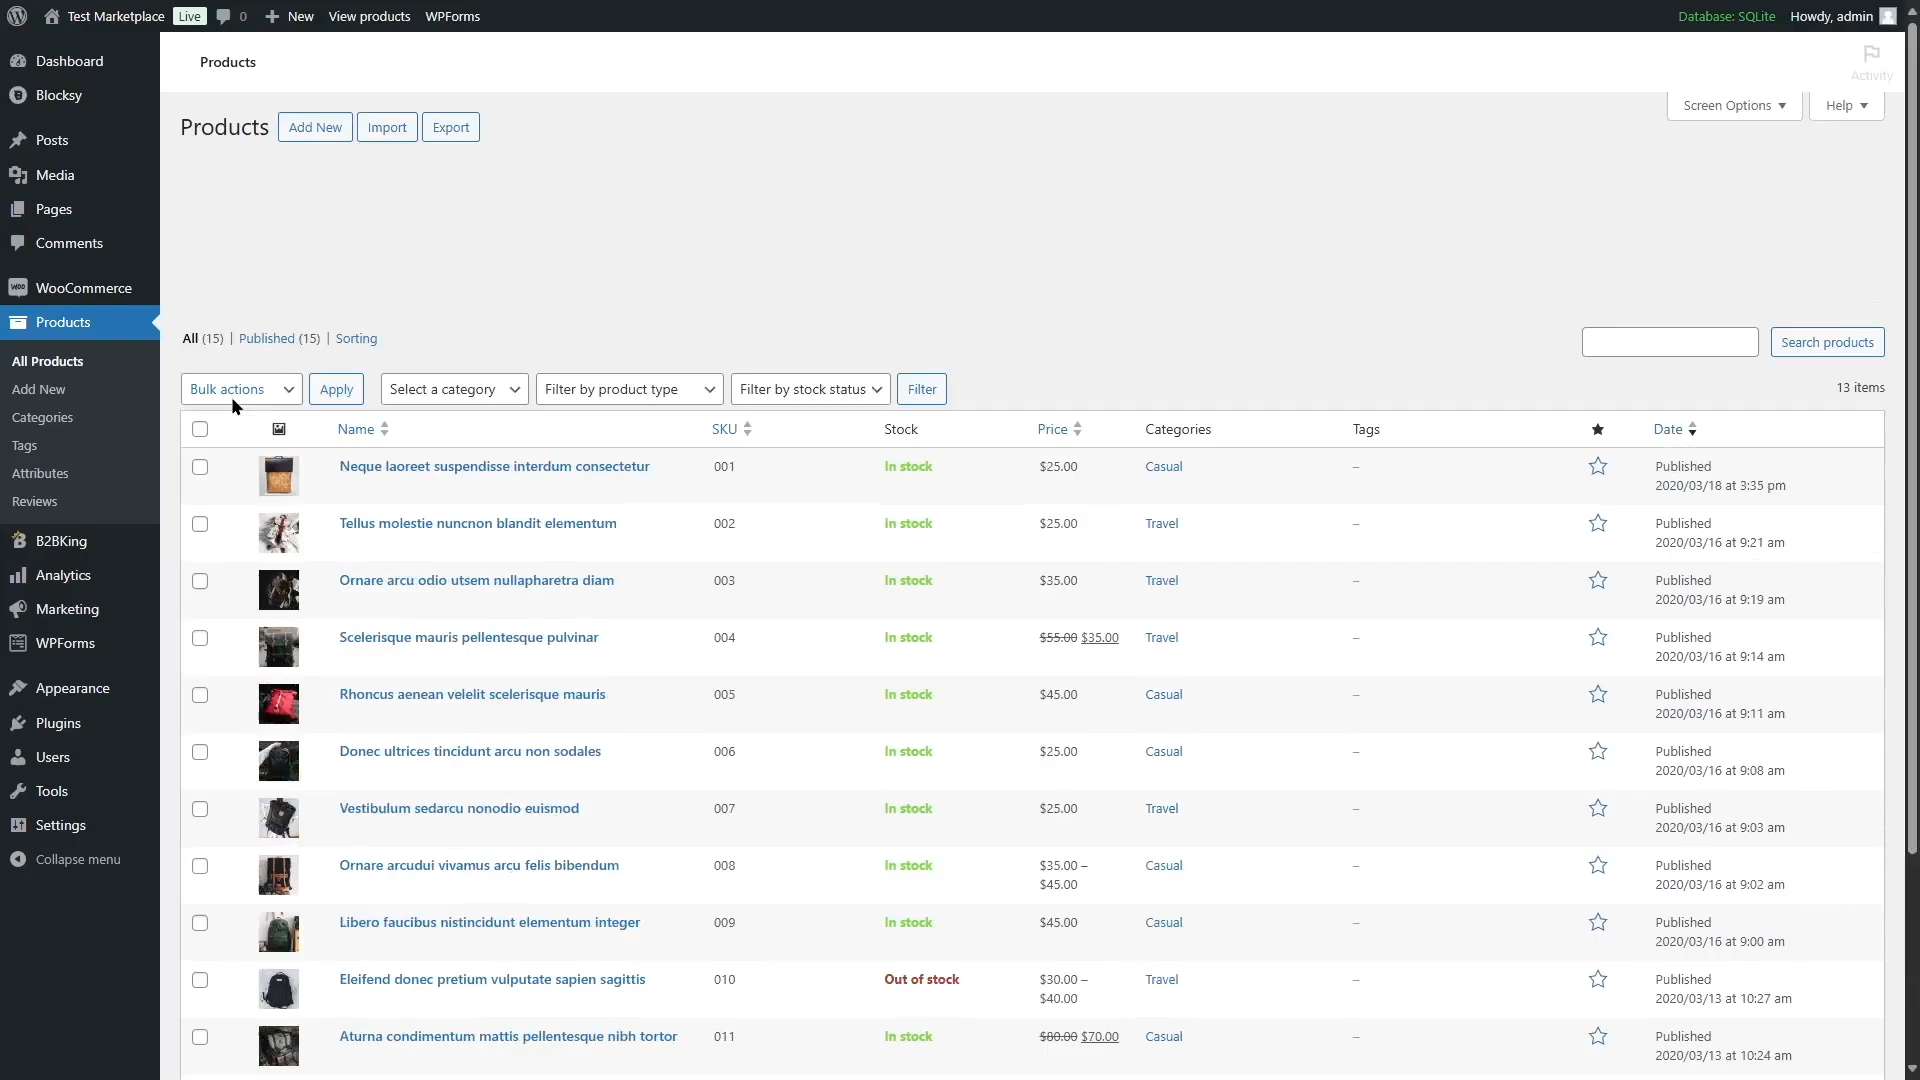 Test Marketplace Live 0 New View products WPForms Database: SQLite Howdy, admin
Dashboard
Blocksy
Posts
Media
Pages
Comments
WooCommerce
Products
All Products
Add New
Categories
Tags
Attributes
Reviews
B2BKing
Analytics
Marketing
WPForms
Appearance
Plugins
Users
Tools
Settings
Collapse menu
Products
Activity
Screen Options Help
Products Add New Import Export
All (15) | Published (15) | Sorting
Search products
Bulk actions Apply Select a category Filter by product type Filter by stock status Filter 13 items
Name SKU Stock Price Categories Tags Date
Neque laoreet suspendisse interdum consectetur 001 In stock $25.00 Casual – Published
2020/03/18 at 3:35 pm
Tellus molestie nuncnon blandit elementum 002 In stock $25.00 Travel – Published
2020/03/16 at 9:21 am
Ornare arcu odio utsem nullapharetra diam 003 In stock $35.00 Travel – Published
2020/03/16 at 9:19 am
Scelerisque mauris pellentesque pulvinar 004 In stock $55.00 $35.00 Travel – Published
2020/03/16 at 9:14 am
Rhoncus aenean velelit scelerisque mauris 005 In stock $45.00 Casual – Published
2020/03/16 at 9:11 am
Donec ultrices tincidunt arcu non sodales 006 In stock $25.00 Casual – Published
2020/03/16 at 9:08 am
Vestibulum sedarcu nonodio euismod 007 In stock $25.00 Travel – Published
2020/03/16 at 9:03 am
Ornare arcudui vivamus arcu felis bibendum 008 In stock $35.00 – Casual – Published
$45.00 2020/03/16 at 9:02 am
Libero faucibus nistincidunt elementum integer 009 In stock $45.00 Casual – Published
2020/03/16 at 9:00 am
Eleifend donec pretium vulputate sapien sagittis 010 Out of stock $30.00 – Travel – Published
$40.00 2020/03/13 at 10:27 am
Aturna condimentum mattis pellentesque nibh tortor 011 In stock $80.00 $70.00 Casual – Published
2020/03/13 at 10:24 am